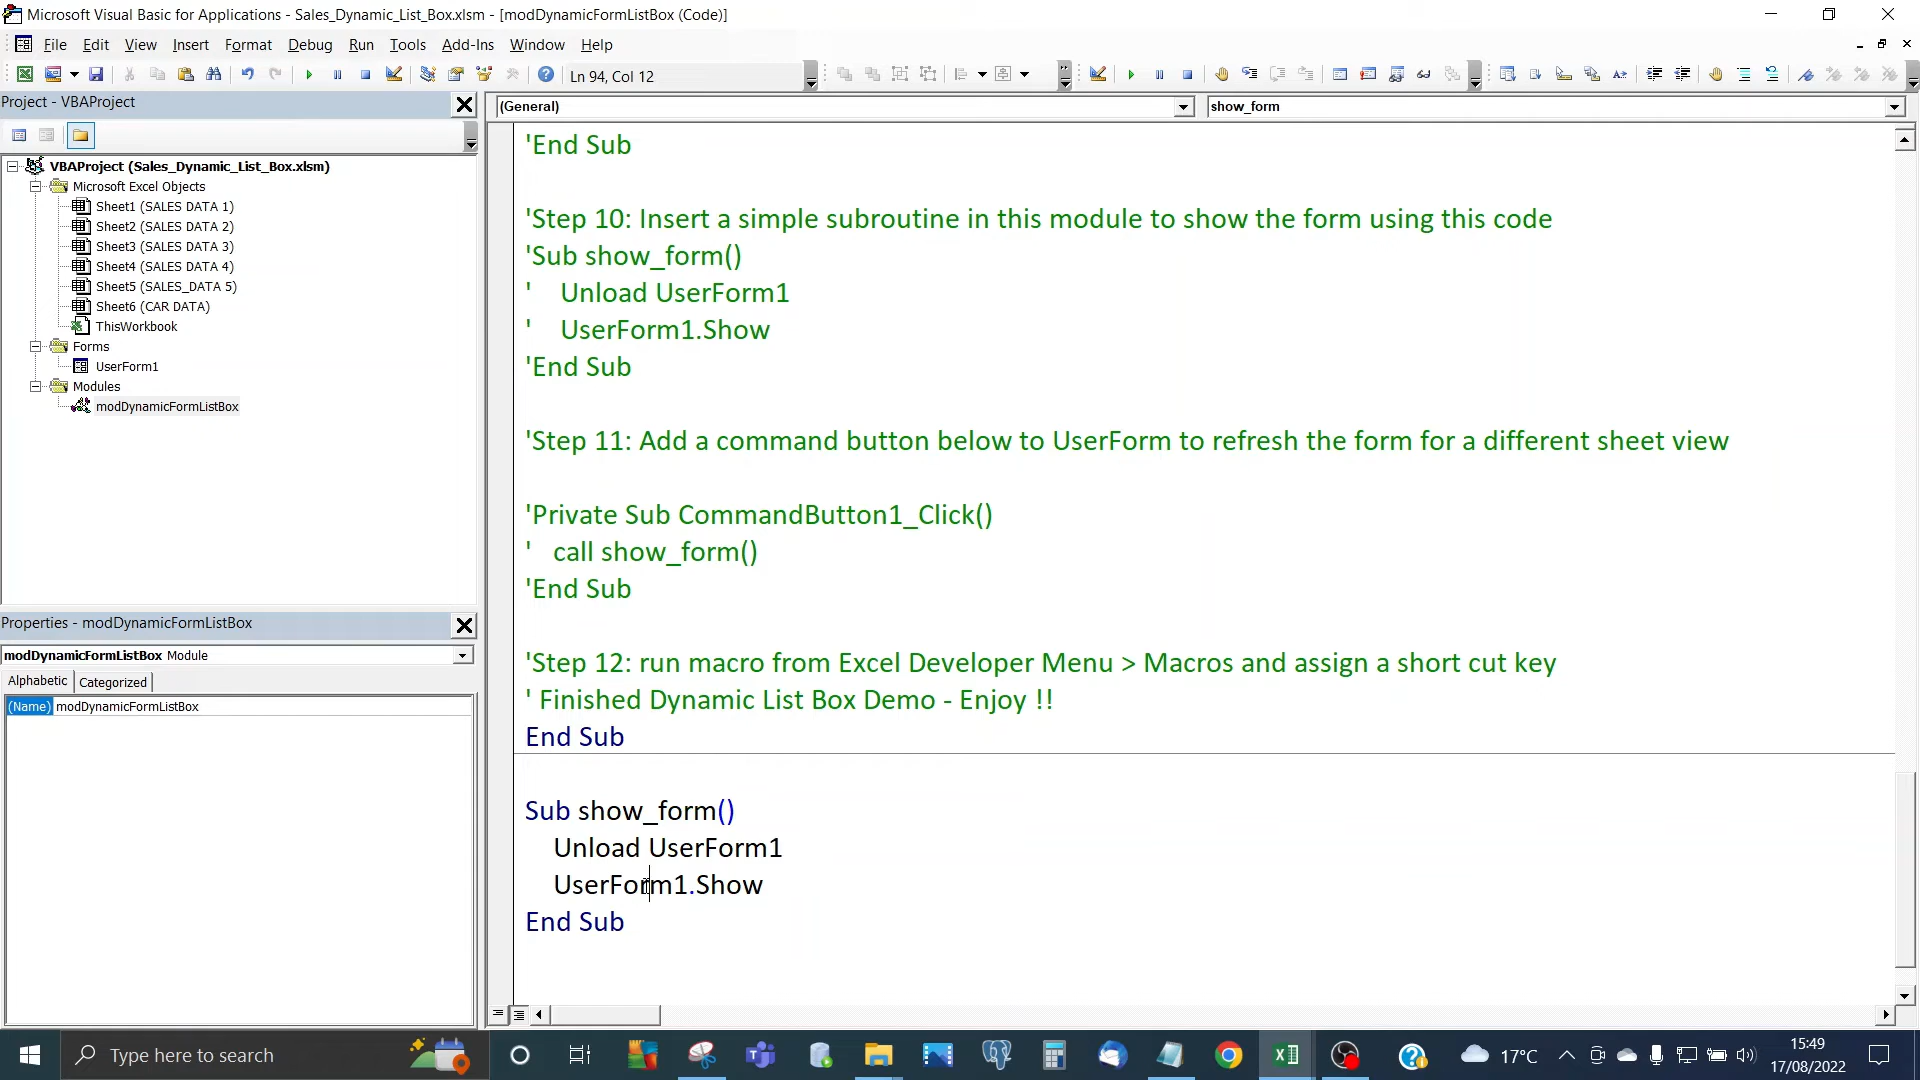 Microsoft Visual Basic for Applications - Sales_Dynamic_List_Box.xlsm - [modDynamicFormListBox (Code)]
File Edit View Insert Format Debug Run Tools Add-Ins Window Help
Ln 94, Col 12
Project - VBAProject
(General)
show_form
VBAProject (Sales_Dynamic_List_Box.xlsm)
Microsoft Excel Objects
Sheet1 (SALES DATA 1)
Sheet2 (SALES DATA 2)
Sheet3 (SALES DATA 3)
Sheet4 (SALES DATA 4)
Sheet5 (SALES_DATA 5)
Sheet6 (CAR DATA)
ThisWorkbook
Forms
UserForm1
Modules
modDynamicFormListBox
Properties - modDynamicFormListBox
modDynamicFormListBox Module
Alphabetic Categorized
(Name) modDynamicFormListBox
'End Sub
'Step 10: Insert a simple subroutine in this module to show the form using this code
'Sub show_form()
'    Unload UserForm1
'    UserForm1.Show
'End Sub
'Step 11: Add a command button below to UserForm to refresh the form for a different sheet view
'Private Sub CommandButton1_Click()
'   call show_form()
'End Sub
'Step 12: run macro from Excel Developer Menu > Macros and assign a short cut key
' Finished Dynamic List Box Demo - Enjoy !!
End Sub
Sub show_form()
    Unload UserForm1
    UserForm1.Show
End Sub
Type here to search
17°C
15:49
17/08/2022